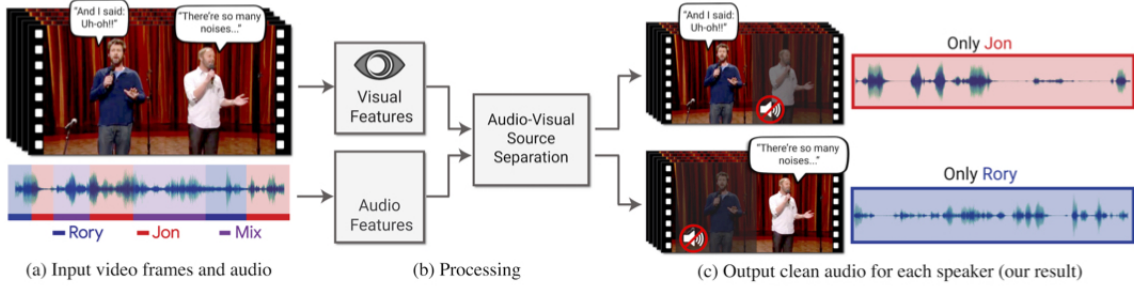 "And I said:
Uh-oh!!"
"There're so many
noises..."
Rory
Jon
Mix
(a) Input video frames and audio
Visual
Features
Audio
Features
Audio-Visual
Source
Separation
(b) Processing
"And I said:
Uh-oh!!"
Only Jon
"There're so many
noises..."
Only Rory
(c) Output clean audio for each speaker (our result)